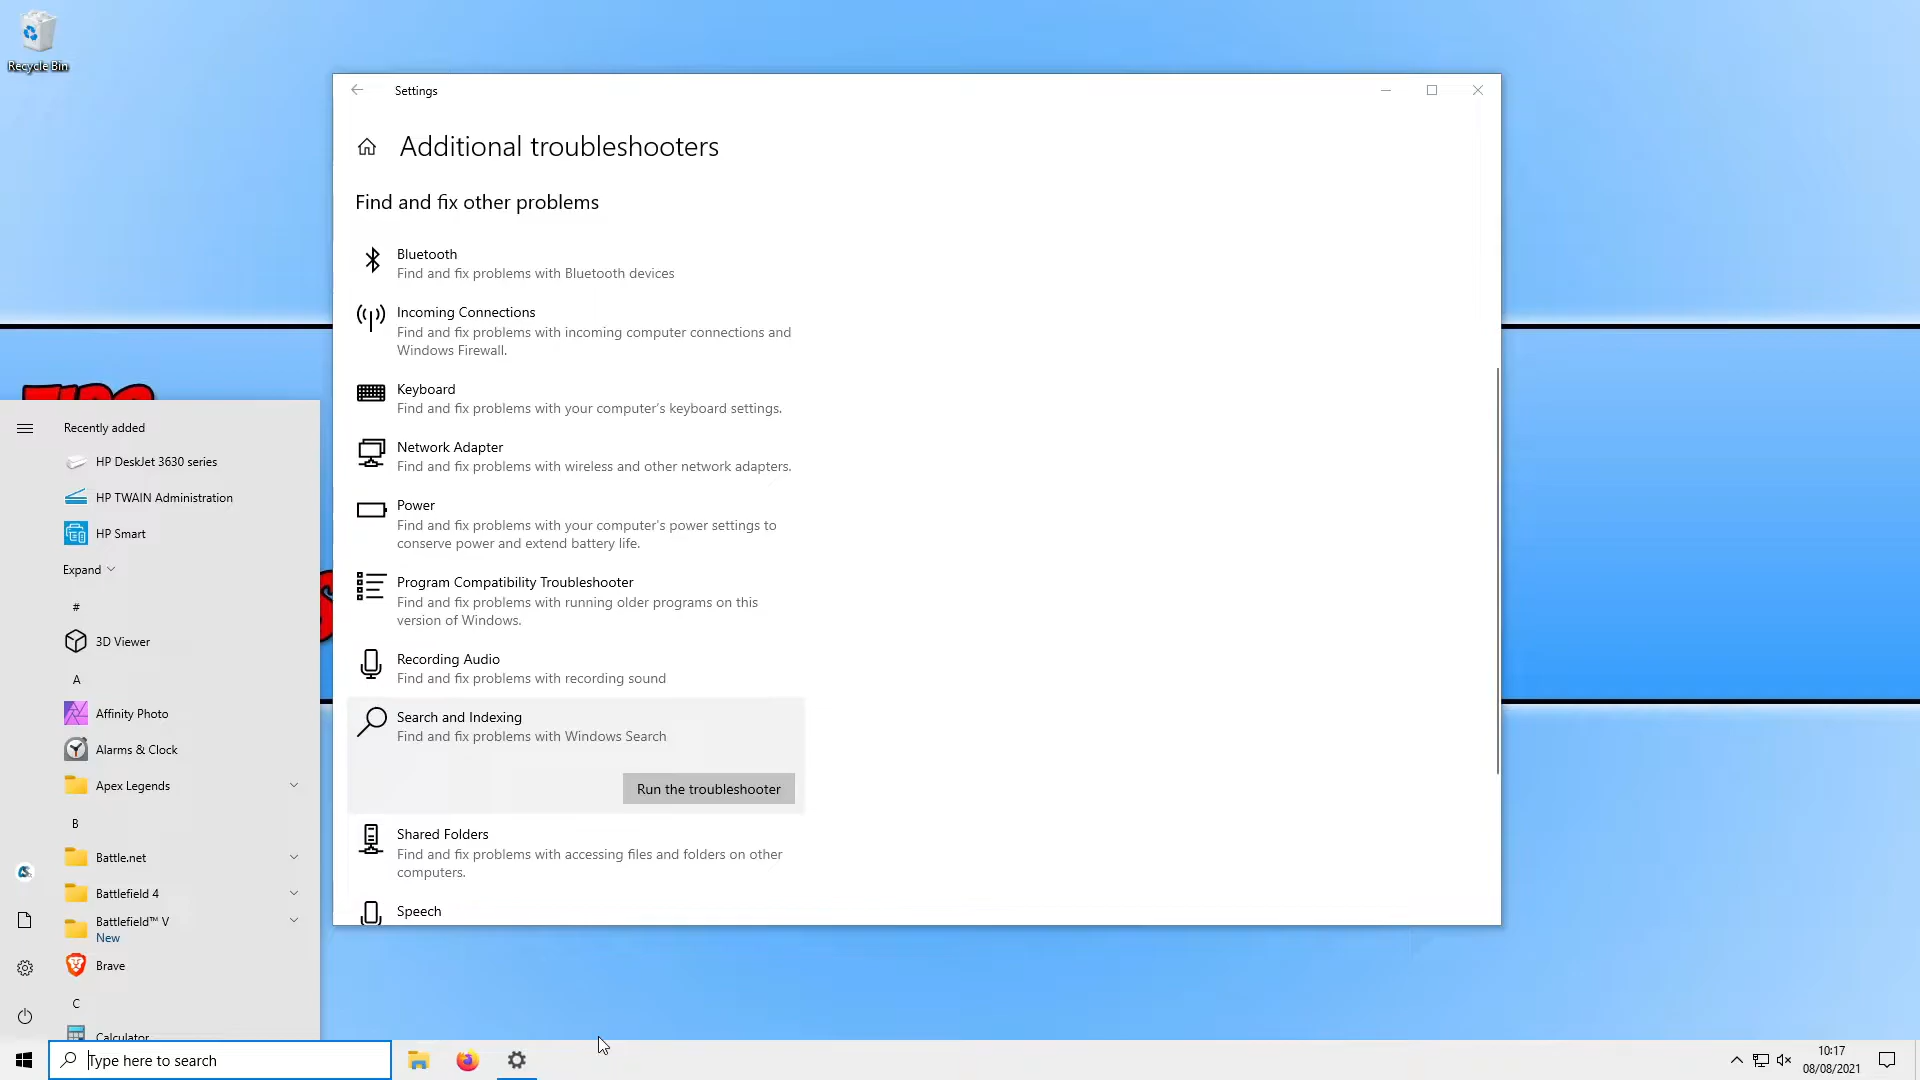 Recycle Bin
Settings
Additional troubleshooters
Find and fix other problems
Bluetooth
Find and fix problems with Bluetooth devices
Incoming Connections
Find and fix problems with incoming computer connections and
Windows Firewall.
Keyboard
Find and fix problems with your computer's keyboard settings.
Network Adapter
Find and fix problems with wireless and other network adapters.
Power
Find and fix problems with your computer's power settings to
conserve power and extend battery life.
Program Compatibility Troubleshooter
Find and fix problems with running older programs on this
version of Windows.
Recording Audio
Find and fix problems with recording sound
Search and Indexing
Find and fix problems with Windows Search
Run the troubleshooter
Shared Folders
Find and fix problems with accessing files and folders on other
computers.
Speech
Recently added
HP DeskJet 3630 series
HP TWAIN Administration
HP Smart
Expand
#
3D Viewer
A
Affinity Photo
Alarms & Clock
Apex Legends
B
Battle.net
Battlefield 4
Battlefield™ V
New
Brave
C
Calculator
Type here to search
10:17
08/08/2021